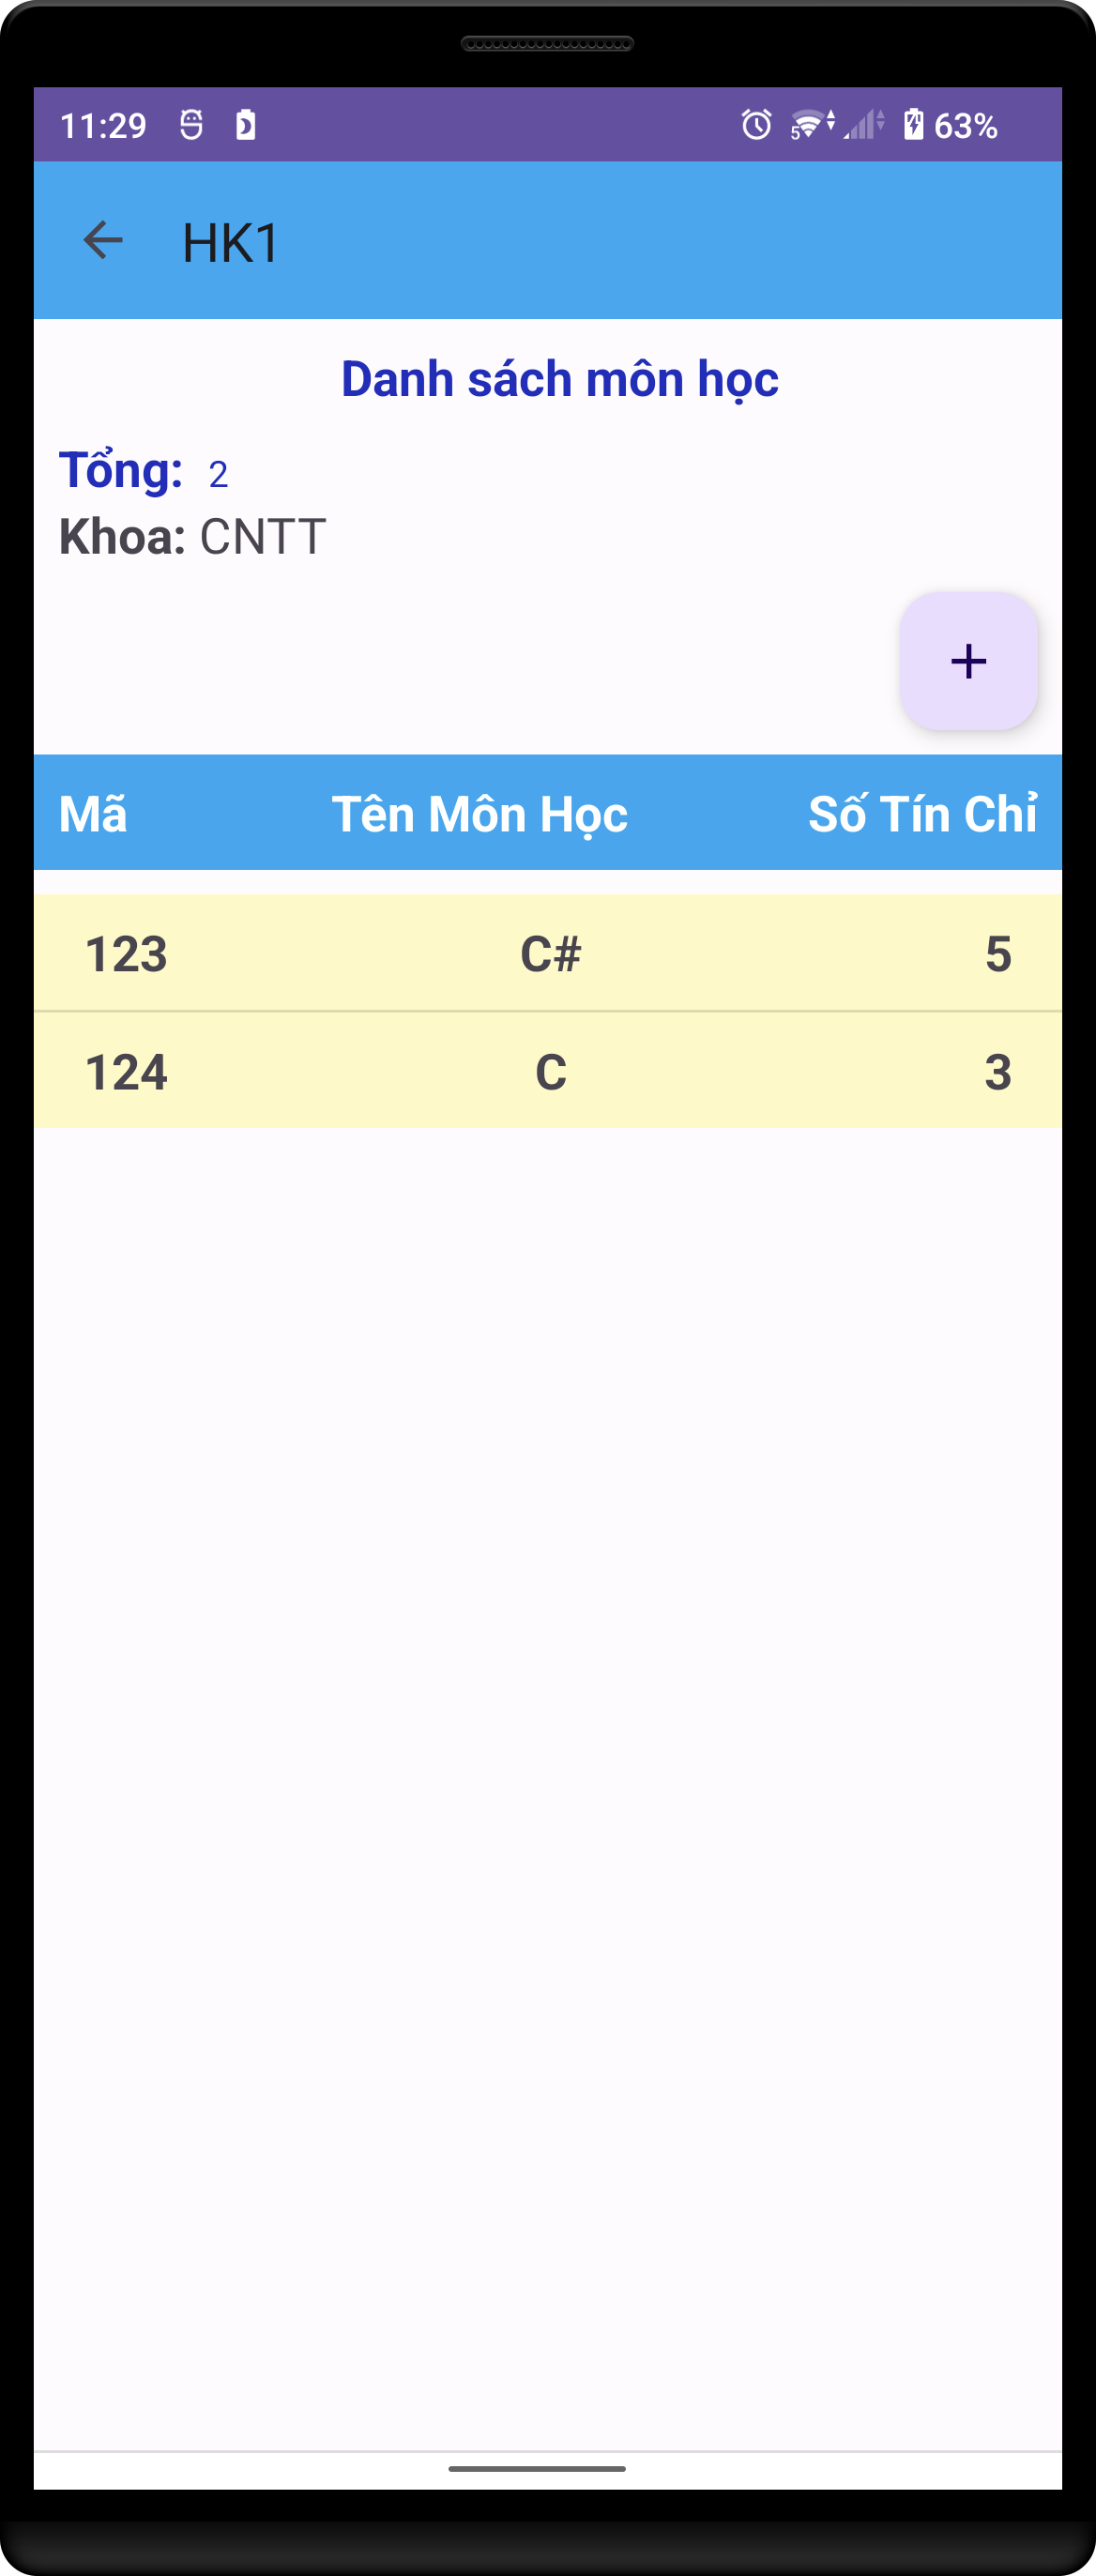 11:29 5 63%
HK1
Danh sách môn học
Tổng: 2
Khoa: CNTT
+
Mã Tên Môn Học Số Tín Chỉ
123 C# 5
124 C 3